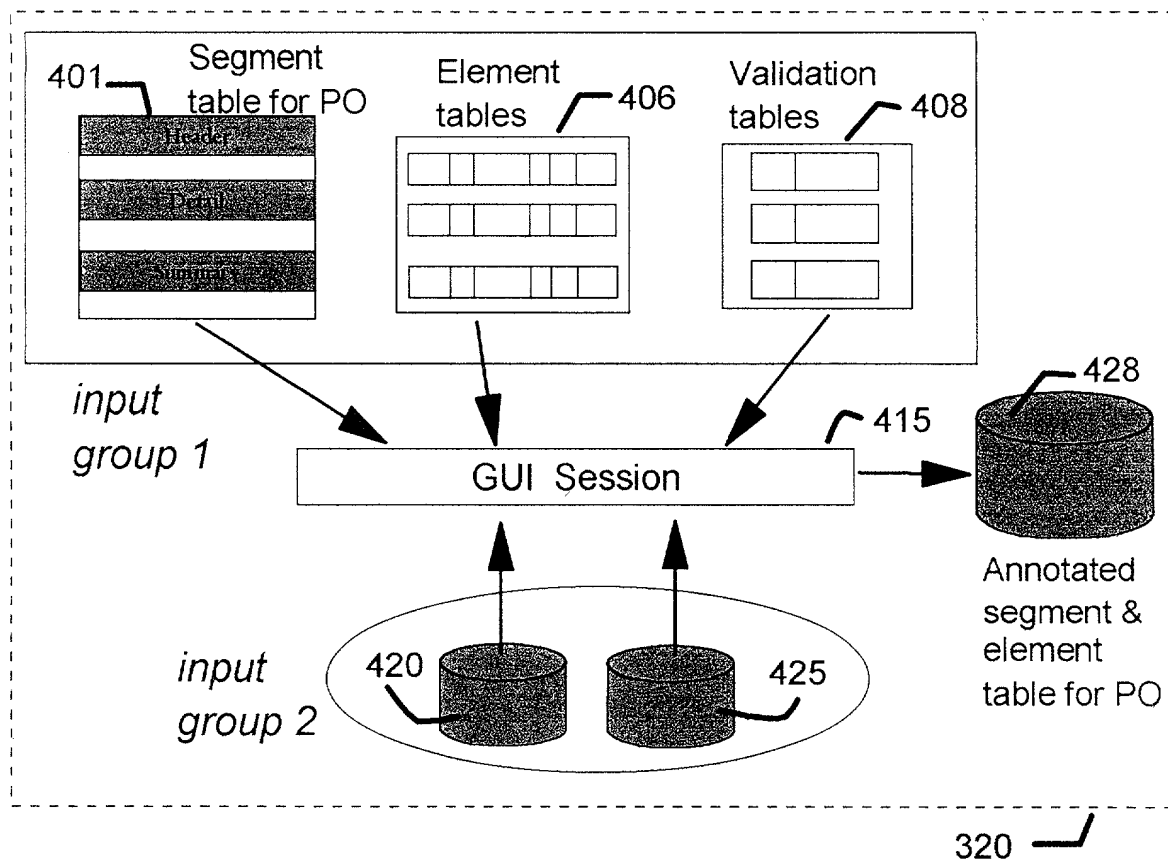 401
Segment
table for PO
Header
Detail
Summary
Element
tables
406
Validation
tables
408
input
group 1
415
GUI Session
428
Annotated
segment &
element
table for PO
input
group 2
420
425
320